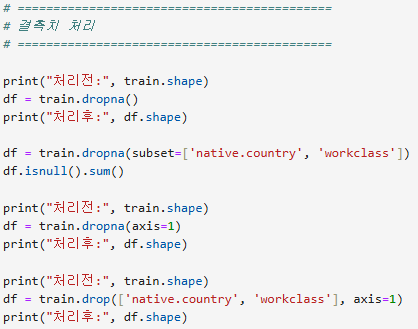 # =========================================
# 결측치 처리
# =========================================
print("처리전:", train.shape)
df = train.dropna()
print("처리후:", df.shape)
df = train.dropna(subset=['native.country', 'workclass'])
df.isnull().sum()
print("처리전:", train.shape)
df = train.dropna(axis=1)
print("처리후:", df.shape)
print("처리전:", train.shape)
df = train.drop(['native.country', 'workclass'], axis=1)
print("처리후:", df.shape)